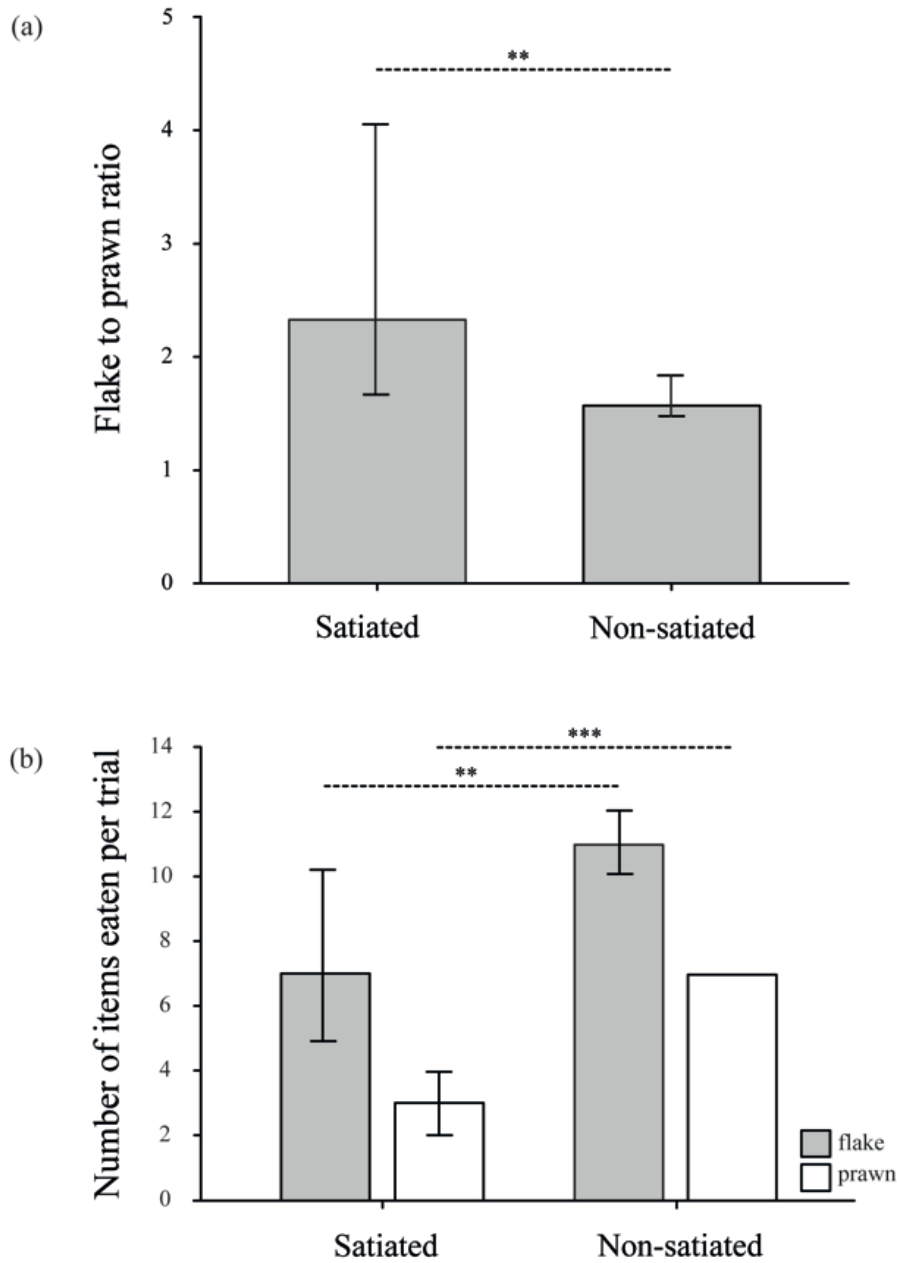 (a)
Flake to prawn ratio
5
4
3
2
1
0
**
Satiated
Non-satiated
(b)
Number of items eaten per trial
14
12
10
8
6
4
2
0
***
**
flake
prawn
Satiated
Non-satiated